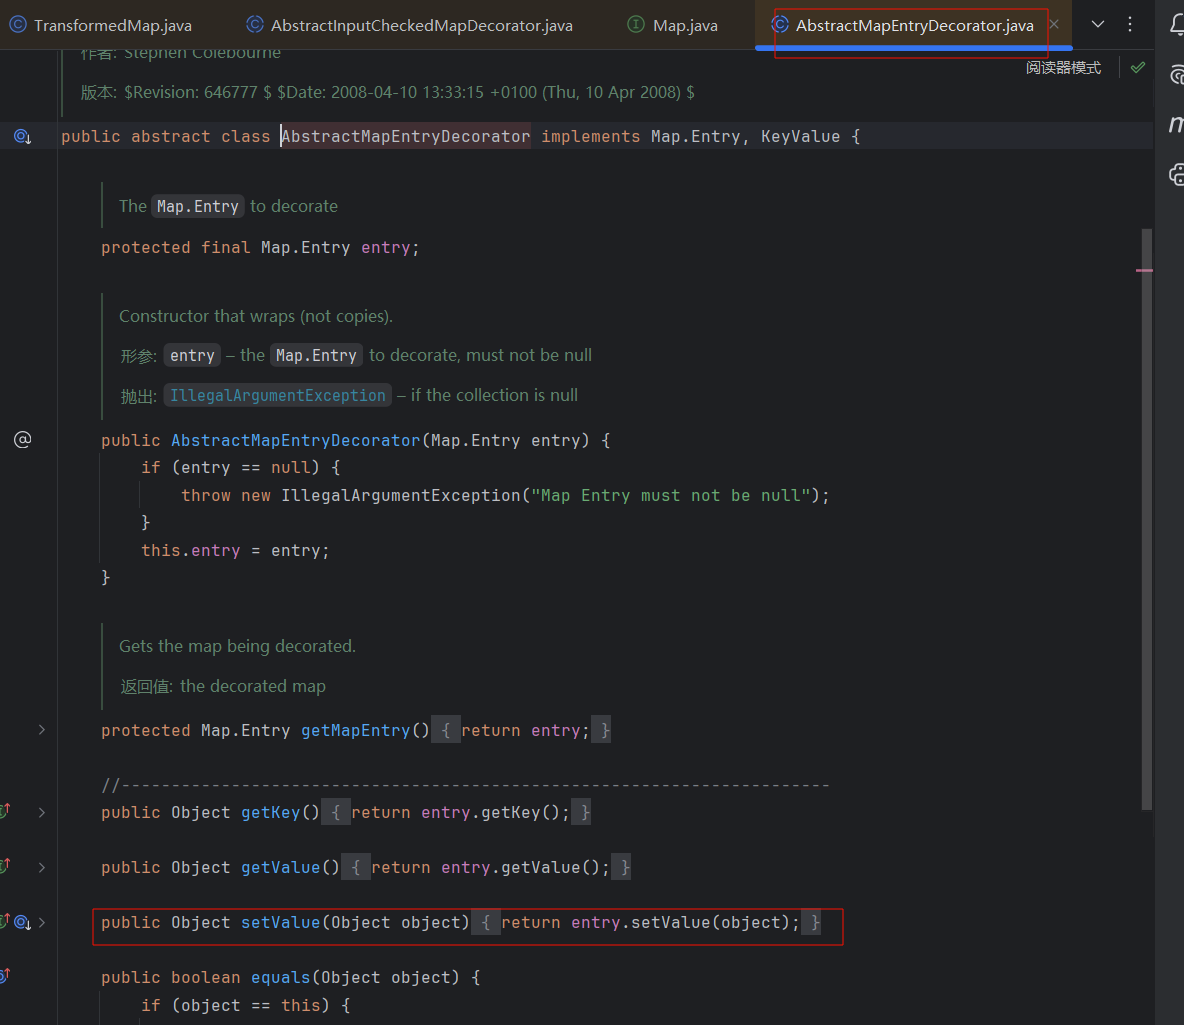 TransformedMap.java AbstractInputCheckedMapDecorator.java Map.java AbstractMapEntryDecorator.java
作者: Stephen Colebourne
阅读器模式
版本: $Revision: 646777 $ $Date: 2008-04-10 13:33:15 +0100 (Thu, 10 Apr 2008) $
public abstract class AbstractMapEntryDecorator implements Map.Entry, KeyValue {
The Map.Entry to decorate
protected final Map.Entry entry;
Constructor that wraps (not copies).
形参: entry – the Map.Entry to decorate, must not be null
抛出: IllegalArgumentException – if the collection is null
public AbstractMapEntryDecorator(Map.Entry entry) {
if (entry == null) {
throw new IllegalArgumentException("Map Entry must not be null");
}
this.entry = entry;
}
Gets the map being decorated.
返回值: the decorated map
protected Map.Entry getMapEntry() { return entry; }
//-----------------------------------------------------------------------
public Object getKey() { return entry.getKey(); }
public Object getValue() { return entry.getValue(); }
public Object setValue(Object object) { return entry.setValue(object); }
public boolean equals(Object object) {
if (object == this) {